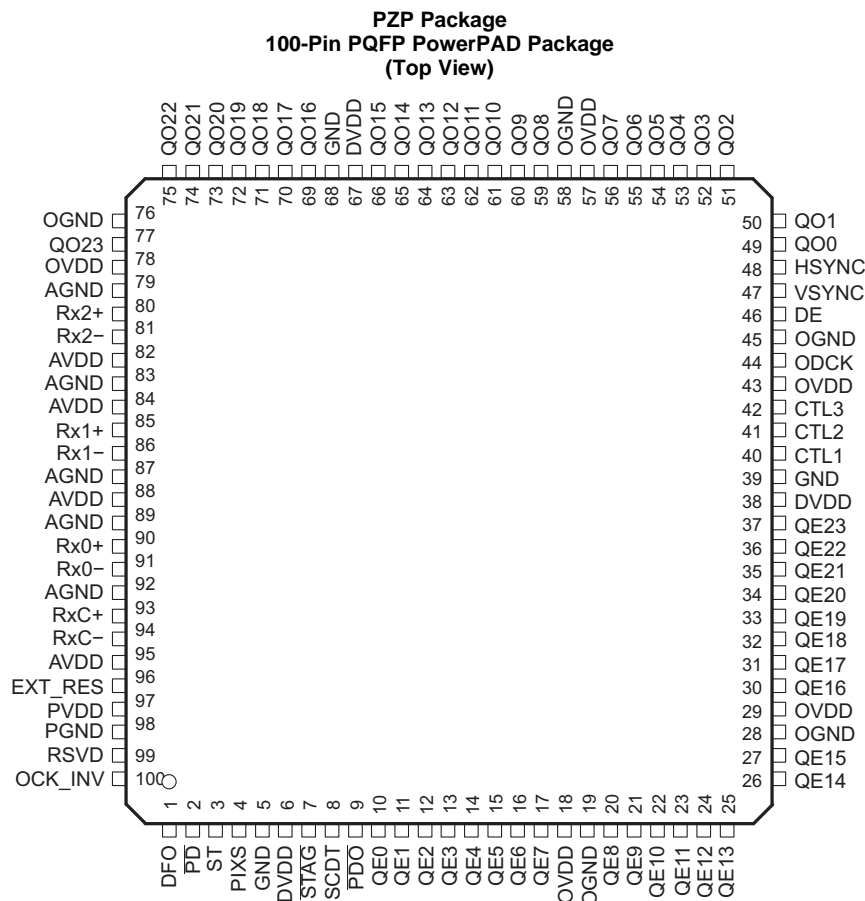 PZP Package
100-Pin PQFP PowerPAD Package
(Top View)
QO22 QO21 QO20 QO19 QO18 QO17 QO16 GND DVDD QO15 QO14 QO13 QO12 QO11 QO10 QO9 QO8 OGND OVDD QO7 QO6 QO5 QO4 QO3 QO2
75 74 73 72 71 70 69 68 67 66 65 64 63 62 61 60 59 58 57 56 55 54 53 52 51
OGND 76
QO23 77
OVDD 78
AGND 79
Rx2+ 80
Rx2− 81
AVDD 82
AGND 83
AVDD 84
Rx1+ 85
Rx1− 86
AGND 87
AVDD 88
AGND 89
Rx0+ 90
Rx0− 91
AGND 92
RxC+ 93
RxC− 94
AVDD 95
EXT_RES 96
PVDD 97
PGND 98
RSVD 99
OCK_INV 100
50 QO1
49 QO0
48 HSYNC
47 VSYNC
46 DE
45 OGND
44 ODCK
43 OVDD
42 CTL3
41 CTL2
40 CTL1
39 GND
38 DVDD
37 QE23
36 QE22
35 QE21
34 QE20
33 QE19
32 QE18
31 QE17
30 QE16
29 OVDD
28 OGND
27 QE15
26 QE14
1 2 3 4 5 6 7 8 9 10 11 12 13 14 15 16 17 18 19 20 21 22 23 24 25
DFO PD ST PIXS GND DVDD STAG SCDT PDO QE0 QE1 QE2 QE3 QE4 QE5 QE6 QE7 OVDD OGND QE8 QE9 QE10 QE11 QE12 QE13